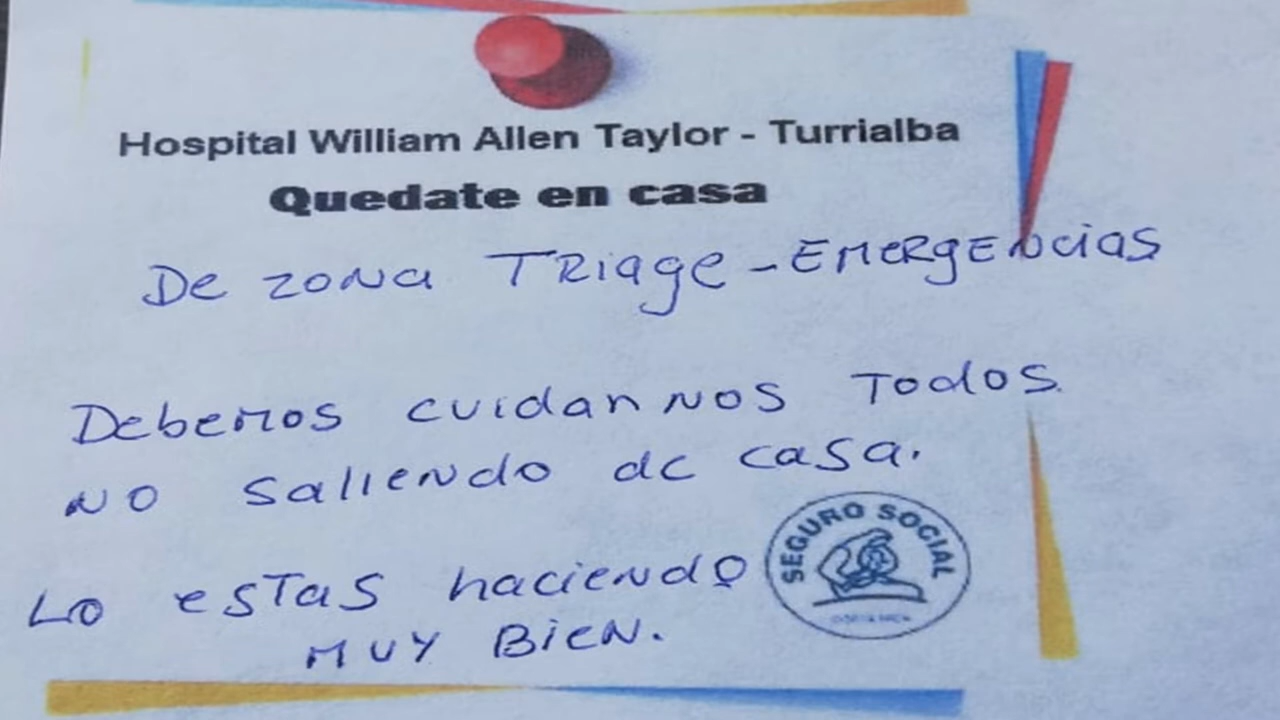 Hospital William Allen Taylor - Turrialba
Quedate en casa
De zona TRiage - EMERgENcias
Debemos cuidarnos Todos
NO saliendo de casa.
Lo esTas haciendo
MUY BieN.
SEGURO SOCIAL